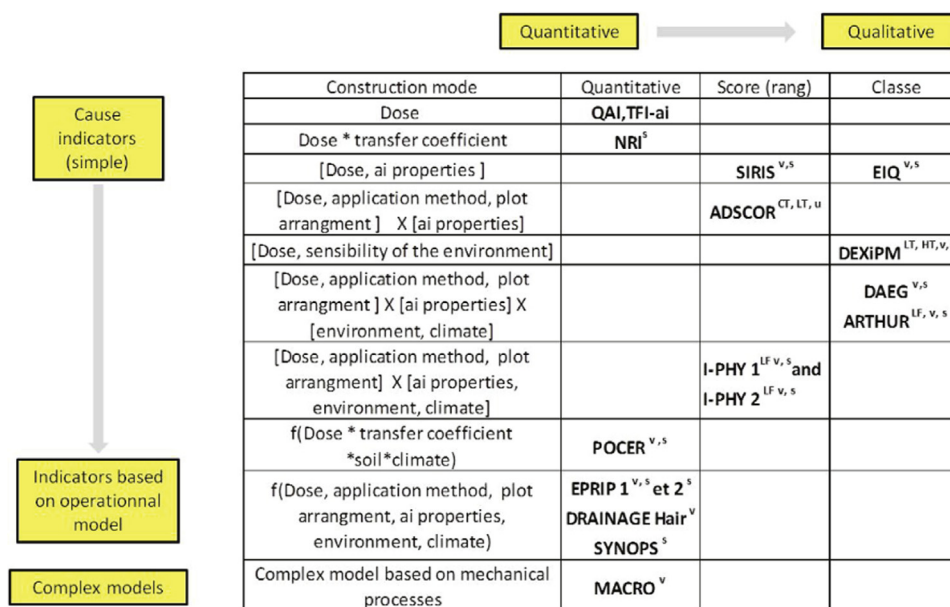 Quantitative
Qualitative
Cause
indicators
(simple)
Indicators based
on operationnal
model
Complex models
Construction mode Quantitative Score (rang) Classe
Dose QAI,TFI-ai
Dose * transfer coefficient NRI s
[Dose, ai properties ] SIRIS v,s EIQ v,s
[Dose, application method, plot
arrangment ] X [ai properties]
ADSCOR CT, LT, u
[Dose, sensibility of the environment] DEXiPM LT, HT,v,
[Dose, application method, plot
arrangment ] X [ai properties] X
[environment, climate]
DAEG v,s
ARTHUR LF, v, s
[Dose, application method, plot
arrangment] X [ai properties,
environment, climate]
I-PHY 1 LF v, s and
I-PHY 2 LF v, s
f(Dose * transfer coefficient
*soil*climate)
POCER v,s
f(Dose, application method, plot
arrangment, ai properties,
environment, climate)
EPRIP 1 v, s et 2 s
DRAINAGE Hair v
SYNOPS s
Complex model based on mechanical
processes
MACRO v